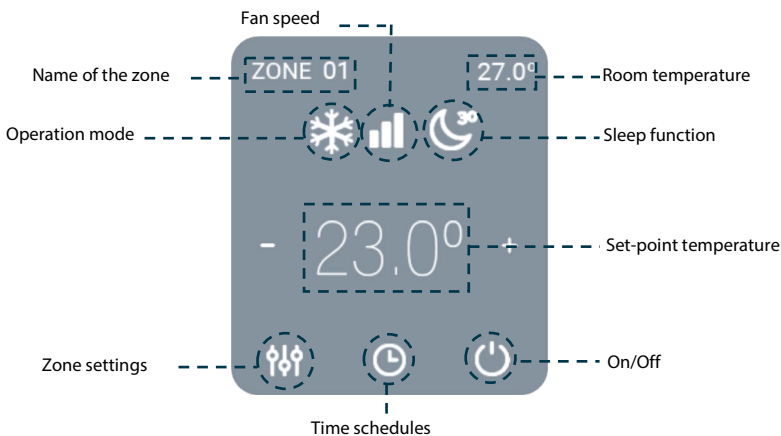 Fan speed
Name of the zone
ZONE 01
27.0º
Room temperature
Operation mode
30
Sleep function
- 23.0º +
Set-point temperature
Zone settings
On/Off
Time schedules